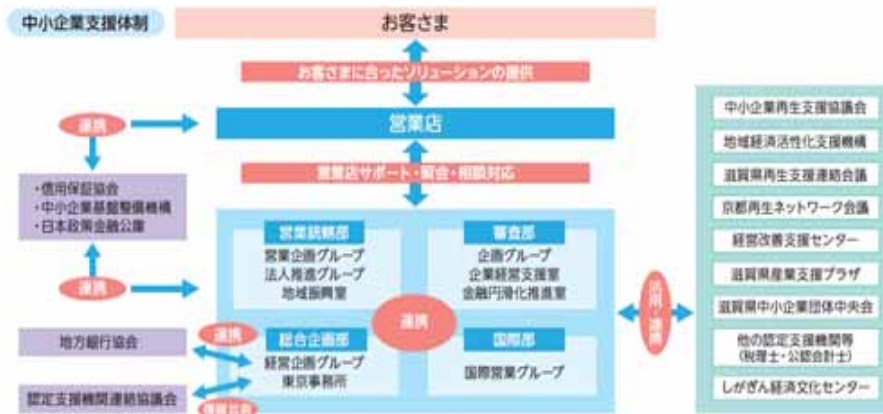 中小企業支援体制
お客さま
お客さまに合ったソリューションの提供
営業店
連携
営業店サポート・照会・相談対応
・信用保証協会
・中小企業基盤整備機構
・日本政策金融公庫
連携
営業統轄部
営業企画グループ
法人推進グループ
地域振興室
審査部
企画グループ
企業経営支援室
金融円滑化推進室
連携
総合企画部
経営企画グループ
東京事務所
国際部
国際営業グループ
地方銀行協会
連携
認定支援機関連絡協議会
活用・連携
中小企業再生支援協議会
地域経済活性化支援機構
滋賀県再生支援連絡会議
京都再生ネットワーク会議
経営改善支援センター
滋賀県産業支援プラザ
滋賀県中小企業団体中央会
他の認定支援機関等
(税理士・公認会計士)
しがぎん経済文化センター